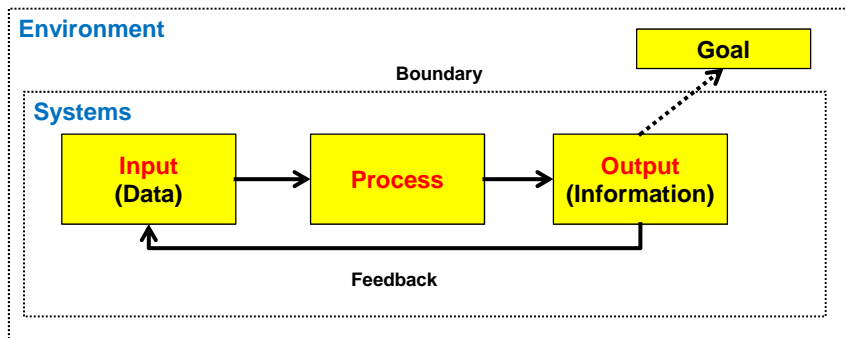 Environment
Goal
Boundary
Systems
Input
(Data)
Process
Output
(Information)
Feedback